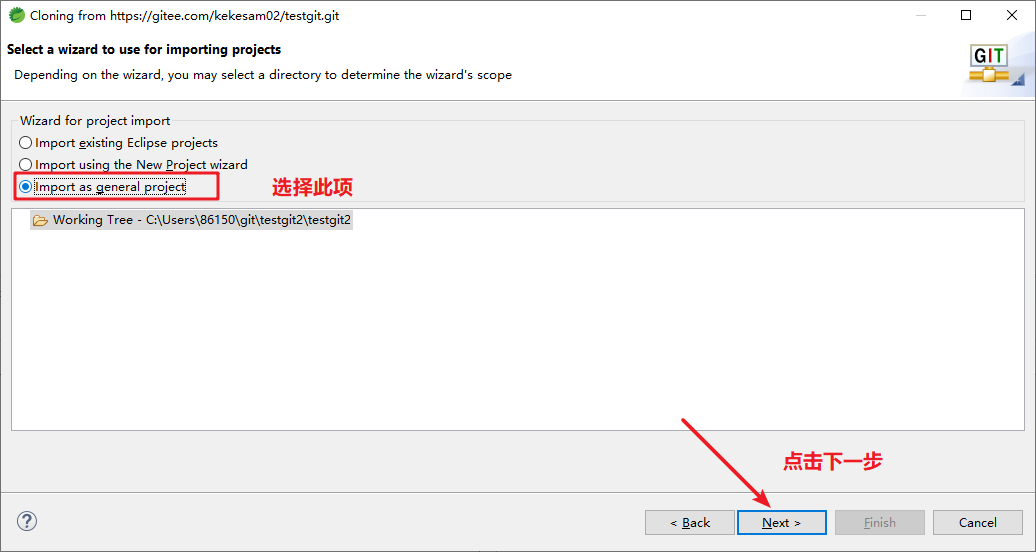 Cloning from https://gitee.com/kekesam02/testgit.git
Select a wizard to use for importing projects
Depending on the wizard, you may select a directory to determine the wizard's scope
GIT
Wizard for project import
Import existing Eclipse projects
Import using the New Project wizard
Import as general project
选择此项
Working Tree - C:\Users\86150\git\testgit2\testgit2
点击下一步
?
< Back
Next >
Finish
Cancel